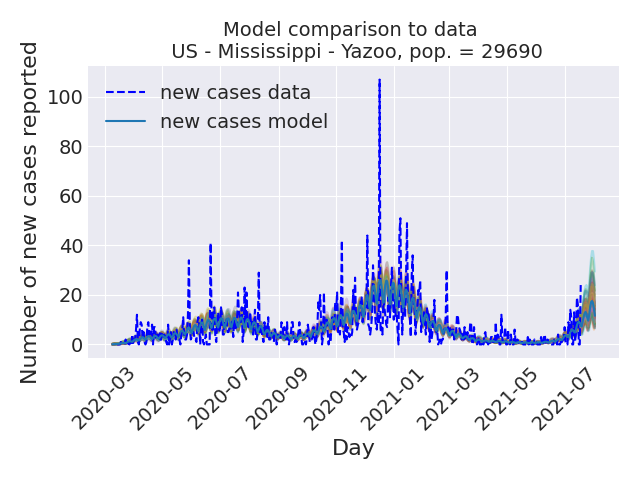 Model comparison to data
US - Mississippi - Yazoo, pop. = 29690
Number of new cases reported
100
80
60
40
20
0
new cases data
new cases model
2020-03
2020-05
2020-07
2020-09
2020-11
2021-01
2021-03
2021-05
2021-07
Day